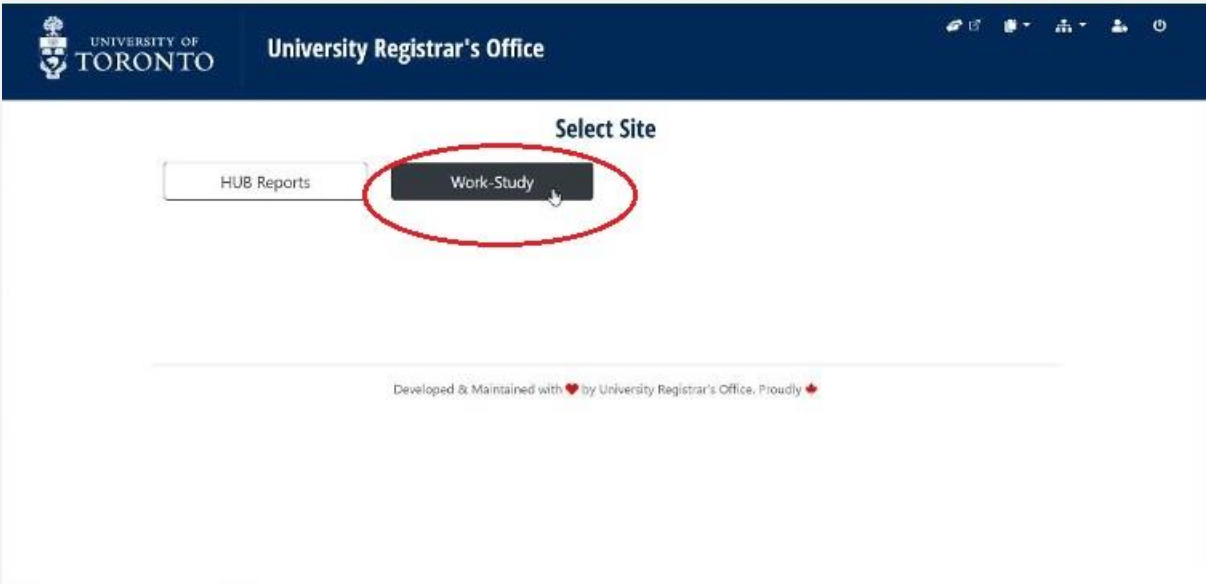 UNIVERSITY OF
TORONTO
University Registrar's Office
Select Site
HUB Reports
Work-Study
Developed & Maintained with by University Registrar's Office. Proudly